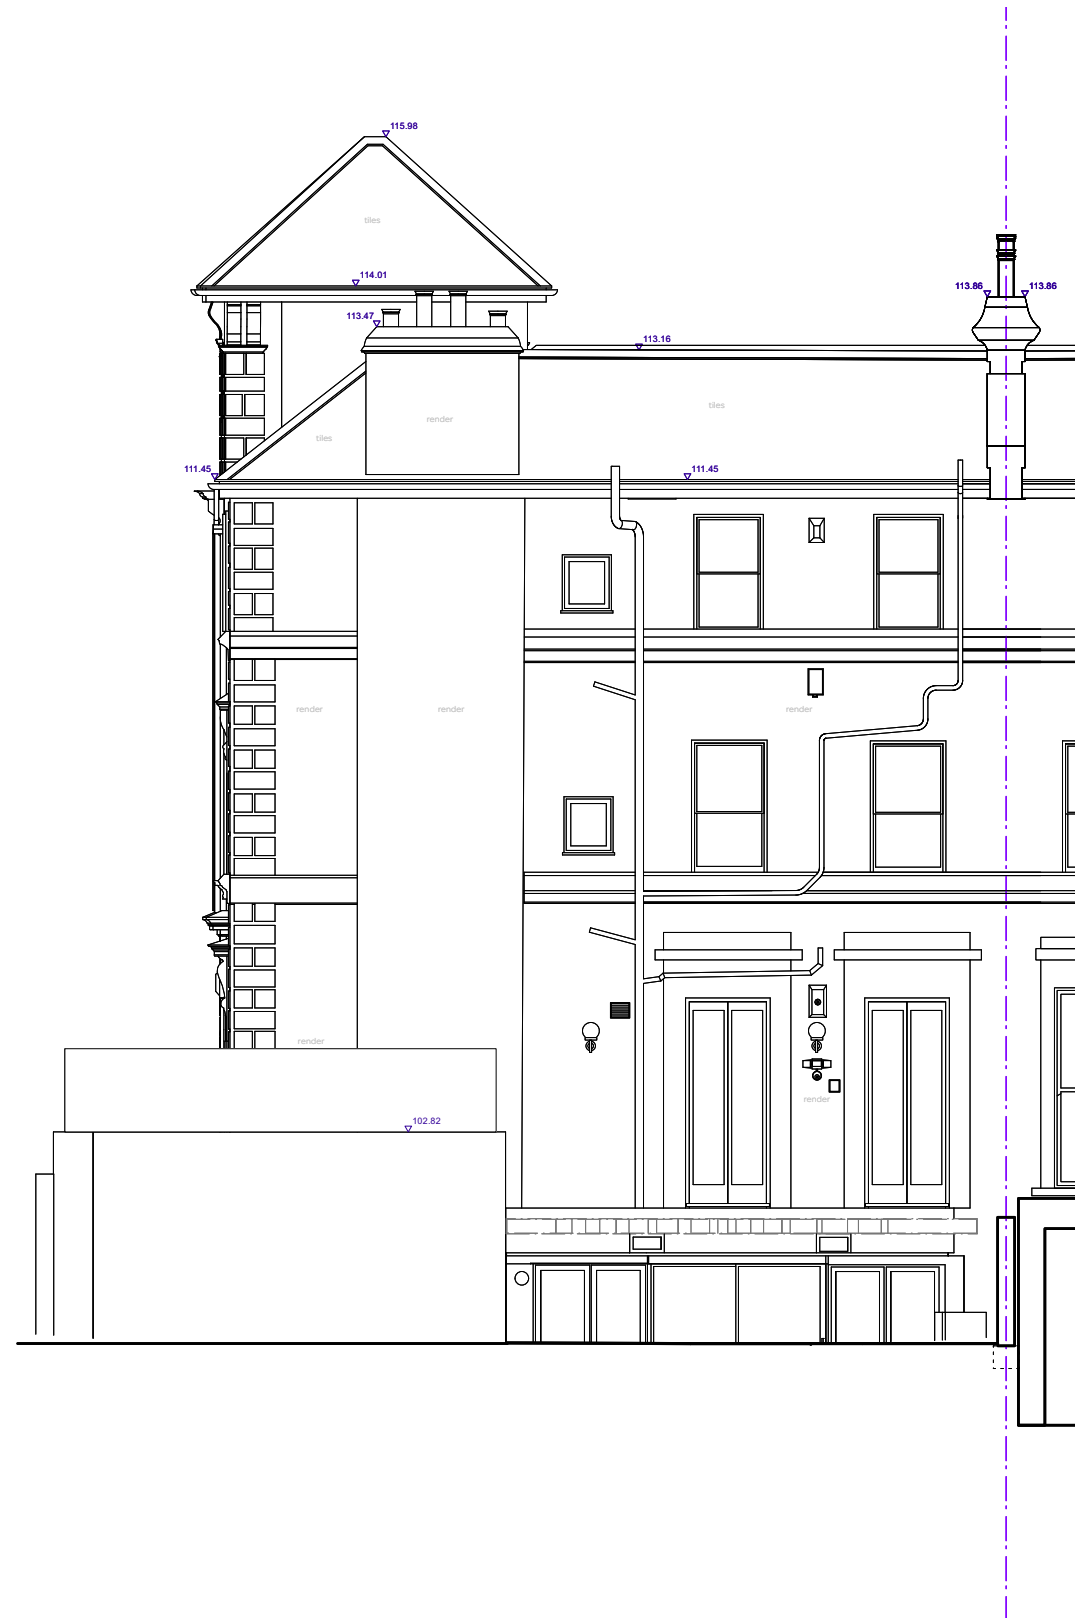 115.98
tiles
114.01
113.86 113.86
113.47
113.16
tiles
render
tiles
111.45 111.45
render render render
render
render
102.82